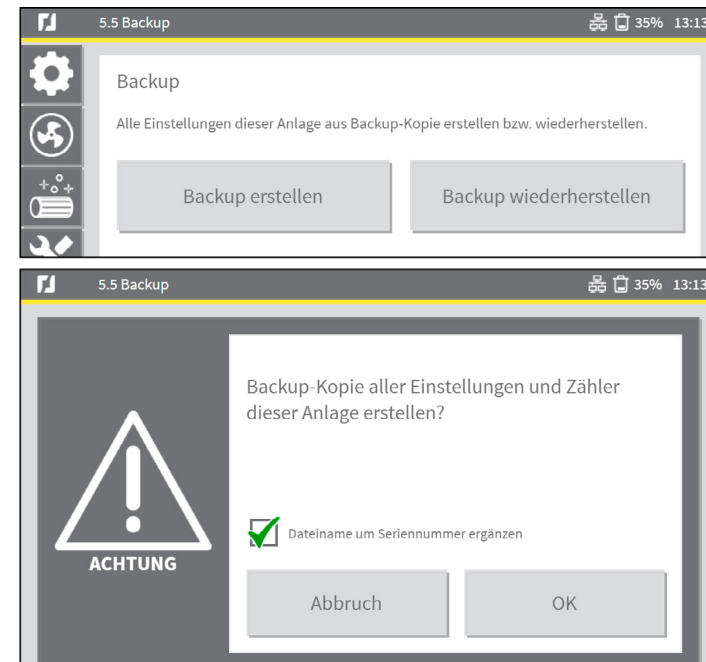 5.5 Backup
35% 13:13
Backup
Alle Einstellungen dieser Anlage aus Backup-Kopie erstellen bzw. wiederherstellen.
Backup erstellen
Backup wiederherstellen
5.5 Backup
35% 13:13
Backup-Kopie aller Einstellungen und Zähler
dieser Anlage erstellen?
Dateiname um Seriennummer ergänzen
ACHTUNG
Abbruch
OK